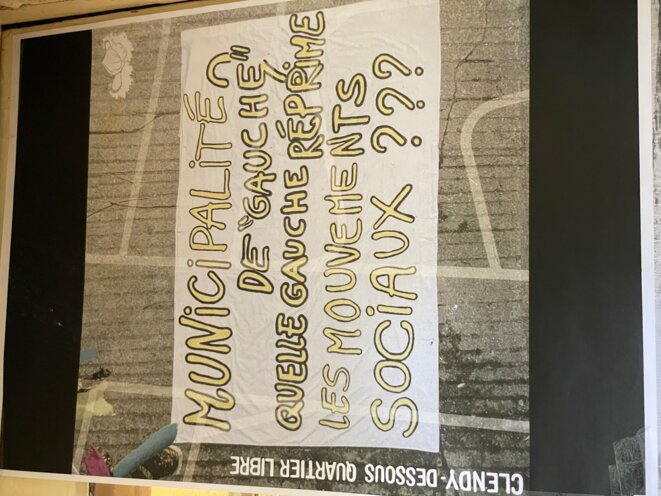 MUNICIPALITÉ
DE "GAUCHE"
QUELLE GAUCHE RÉPRIME
LES MOUVEMENTS
SOCIAUX ???
CLENDY-DESSOUS QUARTIER LIBRE